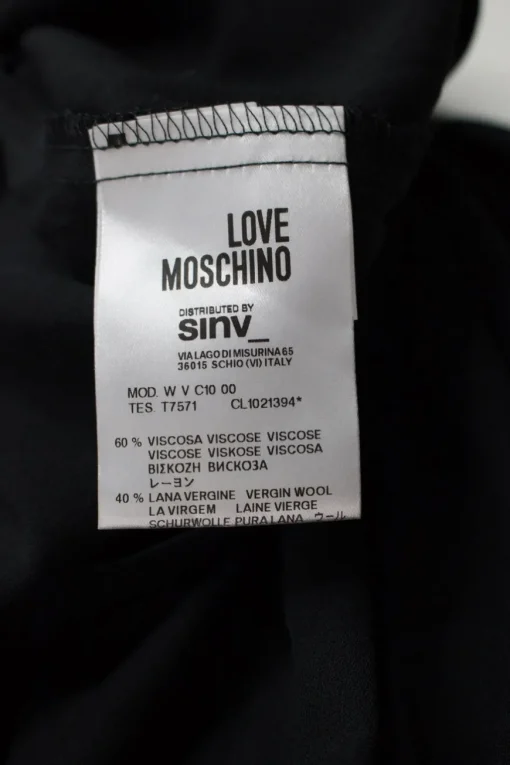 LOVE
MOSCHINO
DISTRIBUTED BY
sinv_
VIA LAGO DI MISURINA 65
36015 SCHIO (VI) ITALY
MOD. W V C10 00
TES. T7571 CL1021394*
60 % VISCOSA VISCOSE VISCOSE
VISCOSE VISKOSE VISCOSA
ΒΙΣΚΟΖΗ ВИСКОЗА
レーヨン
40 % LANA VERGINE VERGIN WOOL
LA VIRGEM LAINE VIERGE
SCHURWOLLE PURA LANA ウール